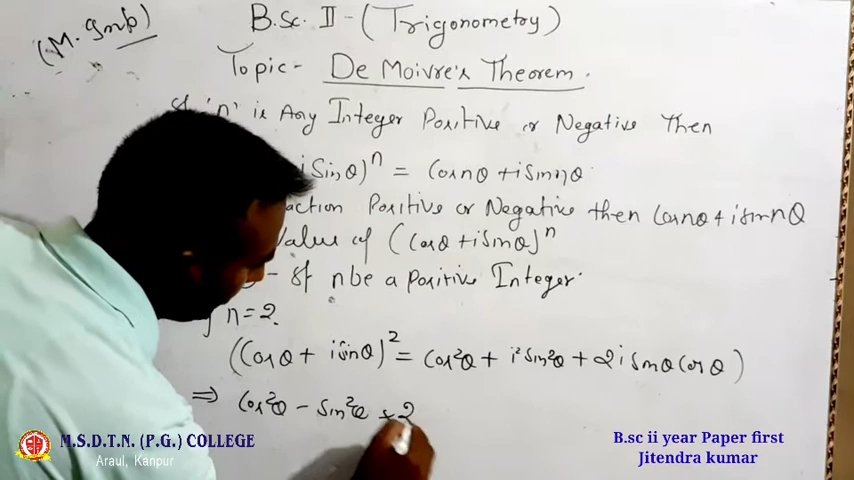 B.Sc. II - (Trigonometry)
(M. Gmb)
Topic - De Moivre's Theorem.
If 'n' is Any Integer Positive or Negative Then
iSinθ)ⁿ = Cosnθ + iSinnθ
action Positive or Negative then Cosnθ + iSinnθ
Value of (Cosθ + iSinθ)ⁿ
- If n be a Positive Integer.
n = 2.
(Cosθ + iSinθ)² = Cos²θ + i²Sin²θ + 2iSinθCosθ)
⇒ Cos²θ - Sin²θ + 2
M.S.D.T.N. (P.G.) COLLEGE
Araul, Kanpur
B.sc ii year Paper first
Jitendra kumar